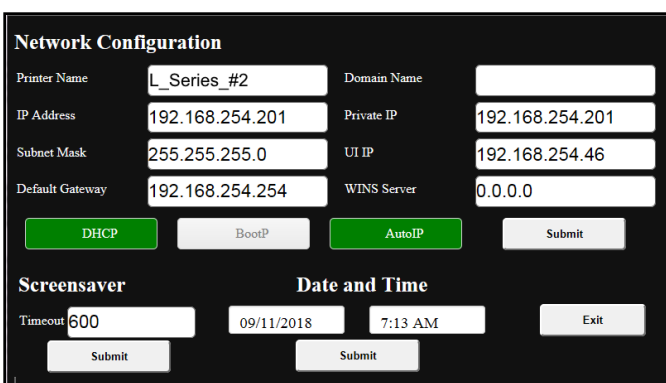 Network Configuration
Printer Name L_Series_#2 Domain Name
IP Address 192.168.254.201 Private IP 192.168.254.201
Subnet Mask 255.255.255.0 UI IP 192.168.254.46
Default Gateway 192.168.254.254 WINS Server 0.0.0.0
DHCP BootP AutoIP Submit
Screensaver Date and Time
Timeout 600 09/11/2018 7:13 AM Exit
Submit Submit